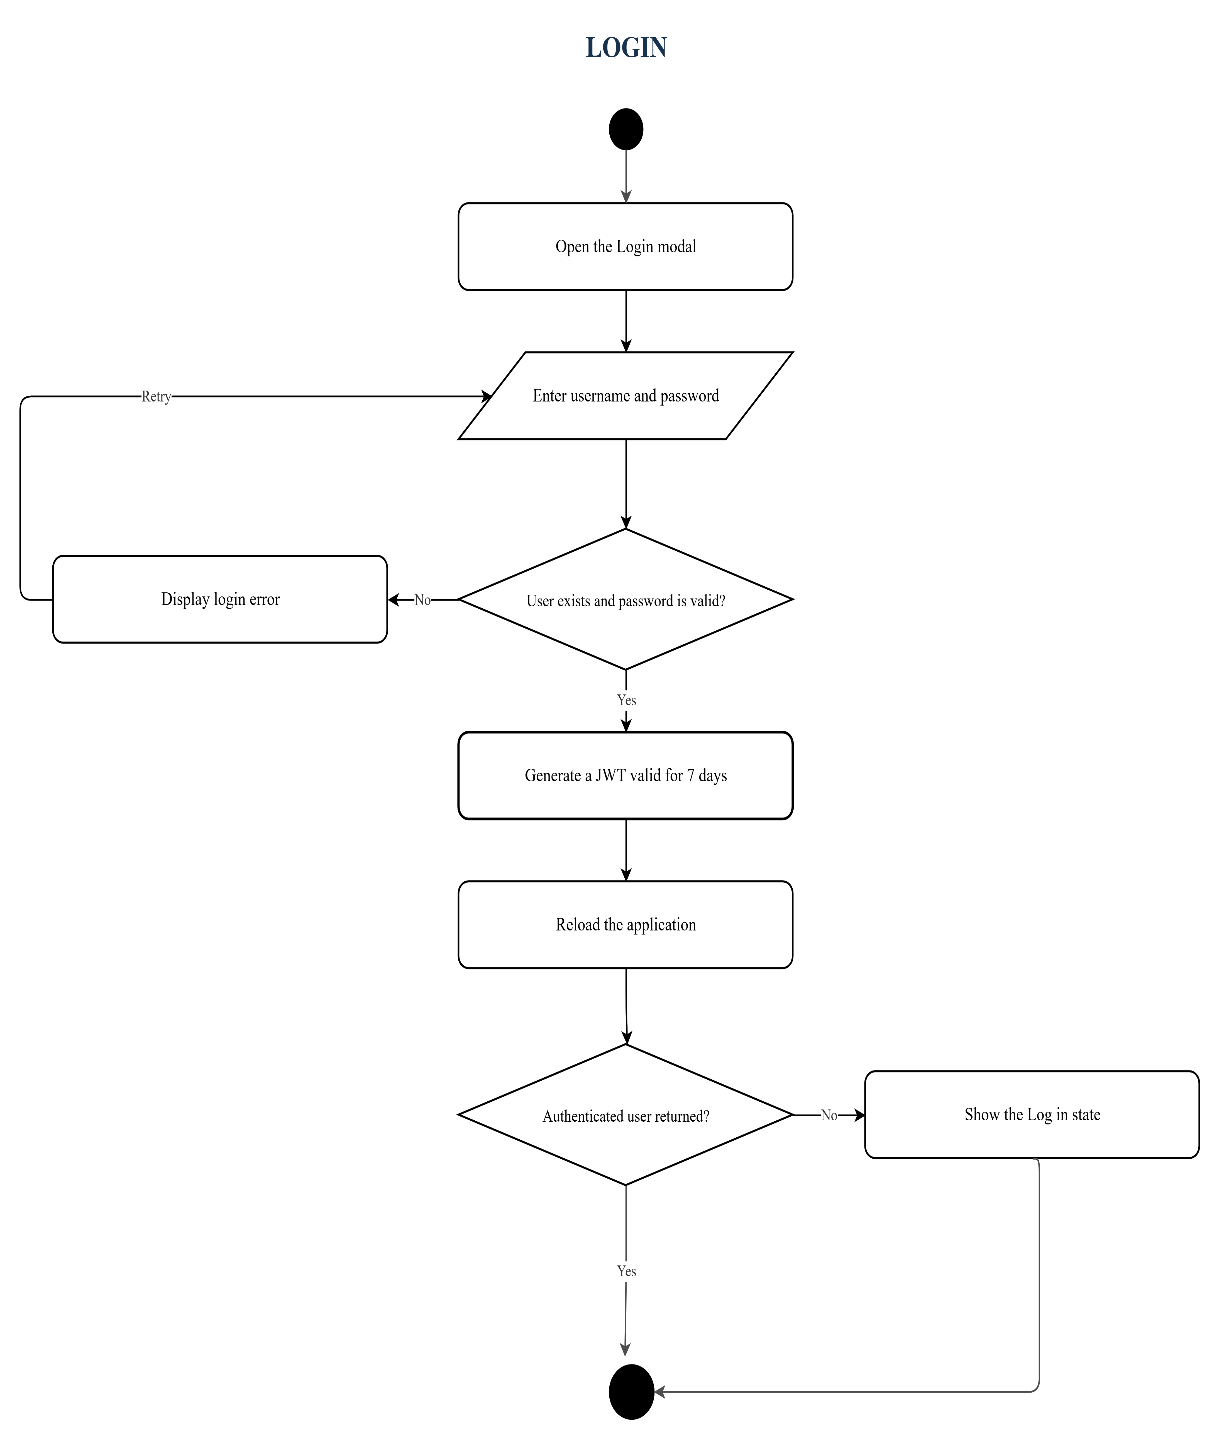 LOGIN
Open the Login modal
Retry
Enter username and password
Display login error
No
User exists and password is valid?
Yes
Generate a JWT valid for 7 days
Reload the application
Authenticated user returned?
No
Show the Log in state
Yes